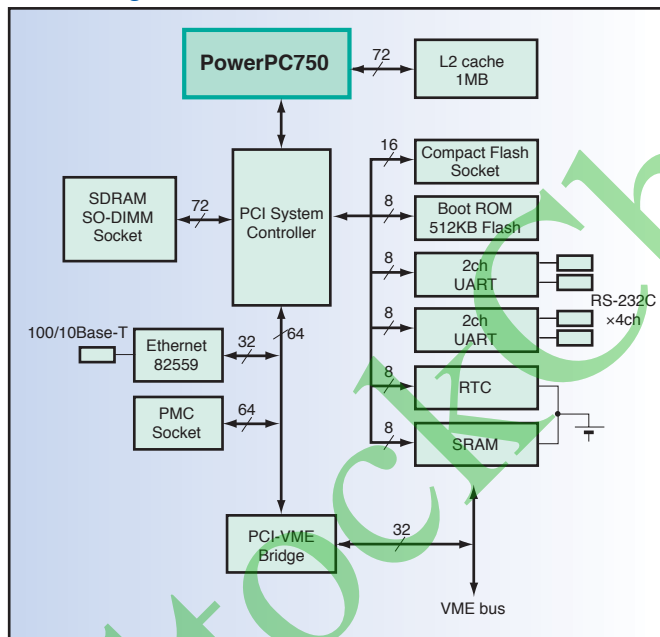 PowerPC750
72
L2 cache
1MB
16
Compact Flash
Socket
SDRAM
SO-DIMM
Socket
72
PCI System
Controller
8
Boot ROM
512KB Flash
8
2ch
UART
RS-232C
×4ch
100/10Base-T
Ethernet
82559
32
64
8
2ch
UART
PMC
Socket
64
8
RTC
8
SRAM
PCI-VME
Bridge
32
VME bus